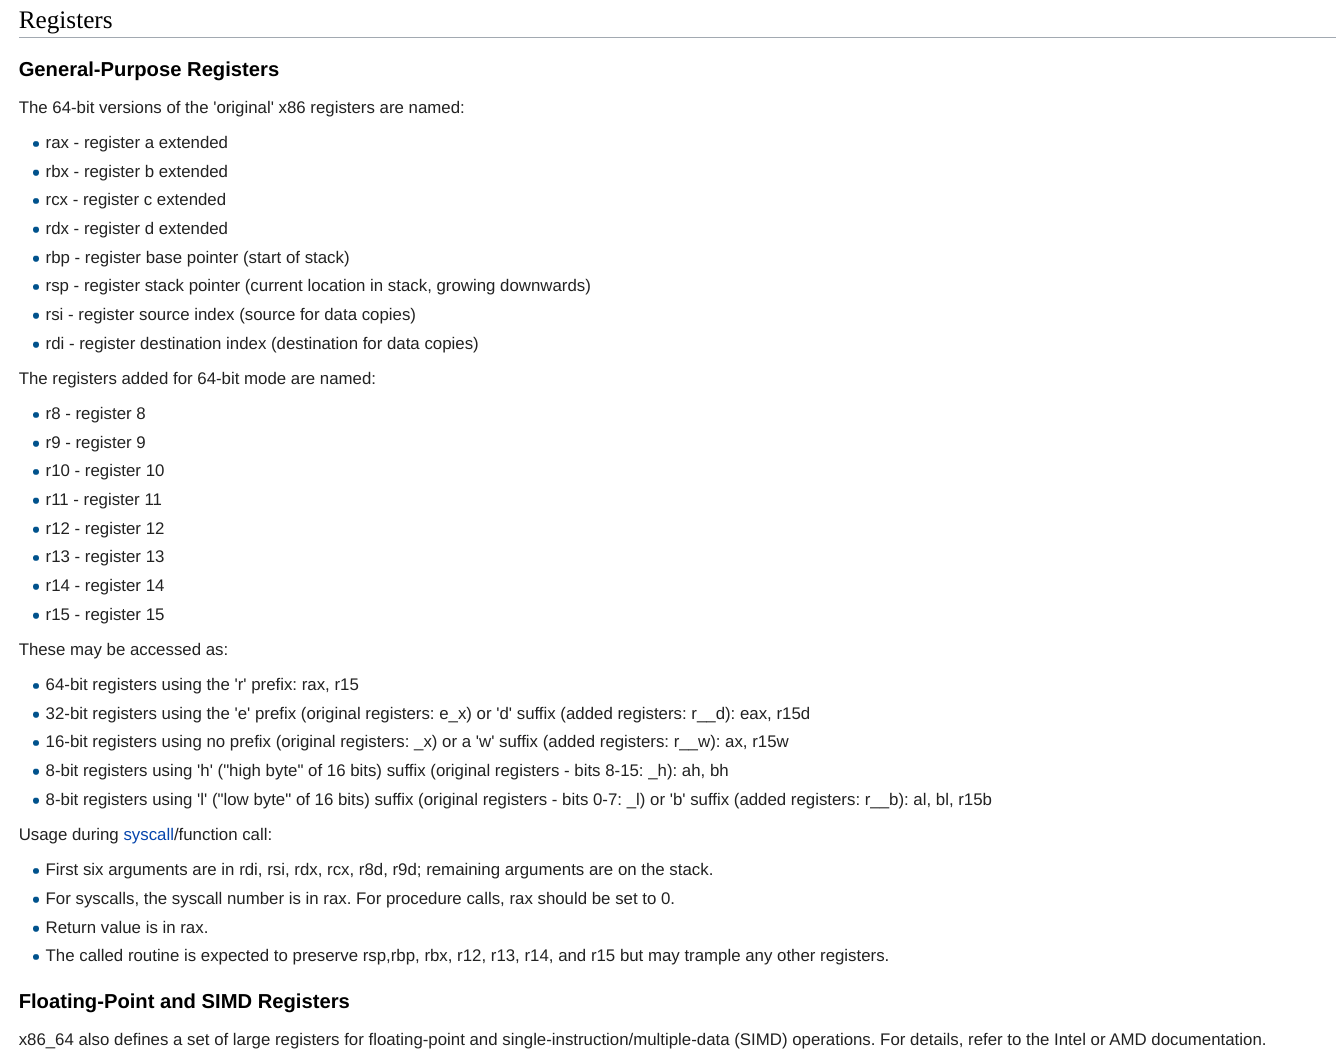 Registers
General-Purpose Registers
The 64-bit versions of the 'original' x86 registers are named:
rax - register a extended
rbx - register b extended
rcx - register c extended
rdx - register d extended
rbp - register base pointer (start of stack)
rsp - register stack pointer (current location in stack, growing downwards)
rsi - register source index (source for data copies)
rdi - register destination index (destination for data copies)
The registers added for 64-bit mode are named:
r8 - register 8
r9 - register 9
r10 - register 10
r11 - register 11
r12 - register 12
r13 - register 13
r14 - register 14
r15 - register 15
These may be accessed as:
64-bit registers using the 'r' prefix: rax, r15
32-bit registers using the 'e' prefix (original registers: e_x) or 'd' suffix (added registers: r__d): eax, r15d
16-bit registers using no prefix (original registers: _x) or a 'w' suffix (added registers: r__w): ax, r15w
8-bit registers using 'h' ("high byte" of 16 bits) suffix (original registers - bits 8-15: _h): ah, bh
8-bit registers using 'l' ("low byte" of 16 bits) suffix (original registers - bits 0-7: _l) or 'b' suffix (added registers: r__b): al, bl, r15b
Usage during syscall/function call:
First six arguments are in rdi, rsi, rdx, rcx, r8d, r9d; remaining arguments are on the stack.
For syscalls, the syscall number is in rax. For procedure calls, rax should be set to 0.
Return value is in rax.
The called routine is expected to preserve rsp,rbp, rbx, r12, r13, r14, and r15 but may trample any other registers.
Floating-Point and SIMD Registers
x86_64 also defines a set of large registers for floating-point and single-instruction/multiple-data (SIMD) operations. For details, refer to the Intel or AMD documentation.